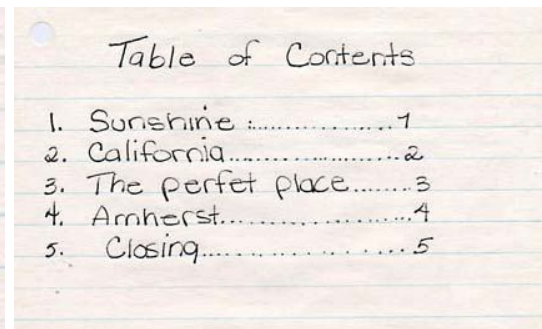 Table of Contents
1. Sunshine :................1
2. California......................2
3. The perfet place........3
4. Amherst.......................4
5. Closing.......................5